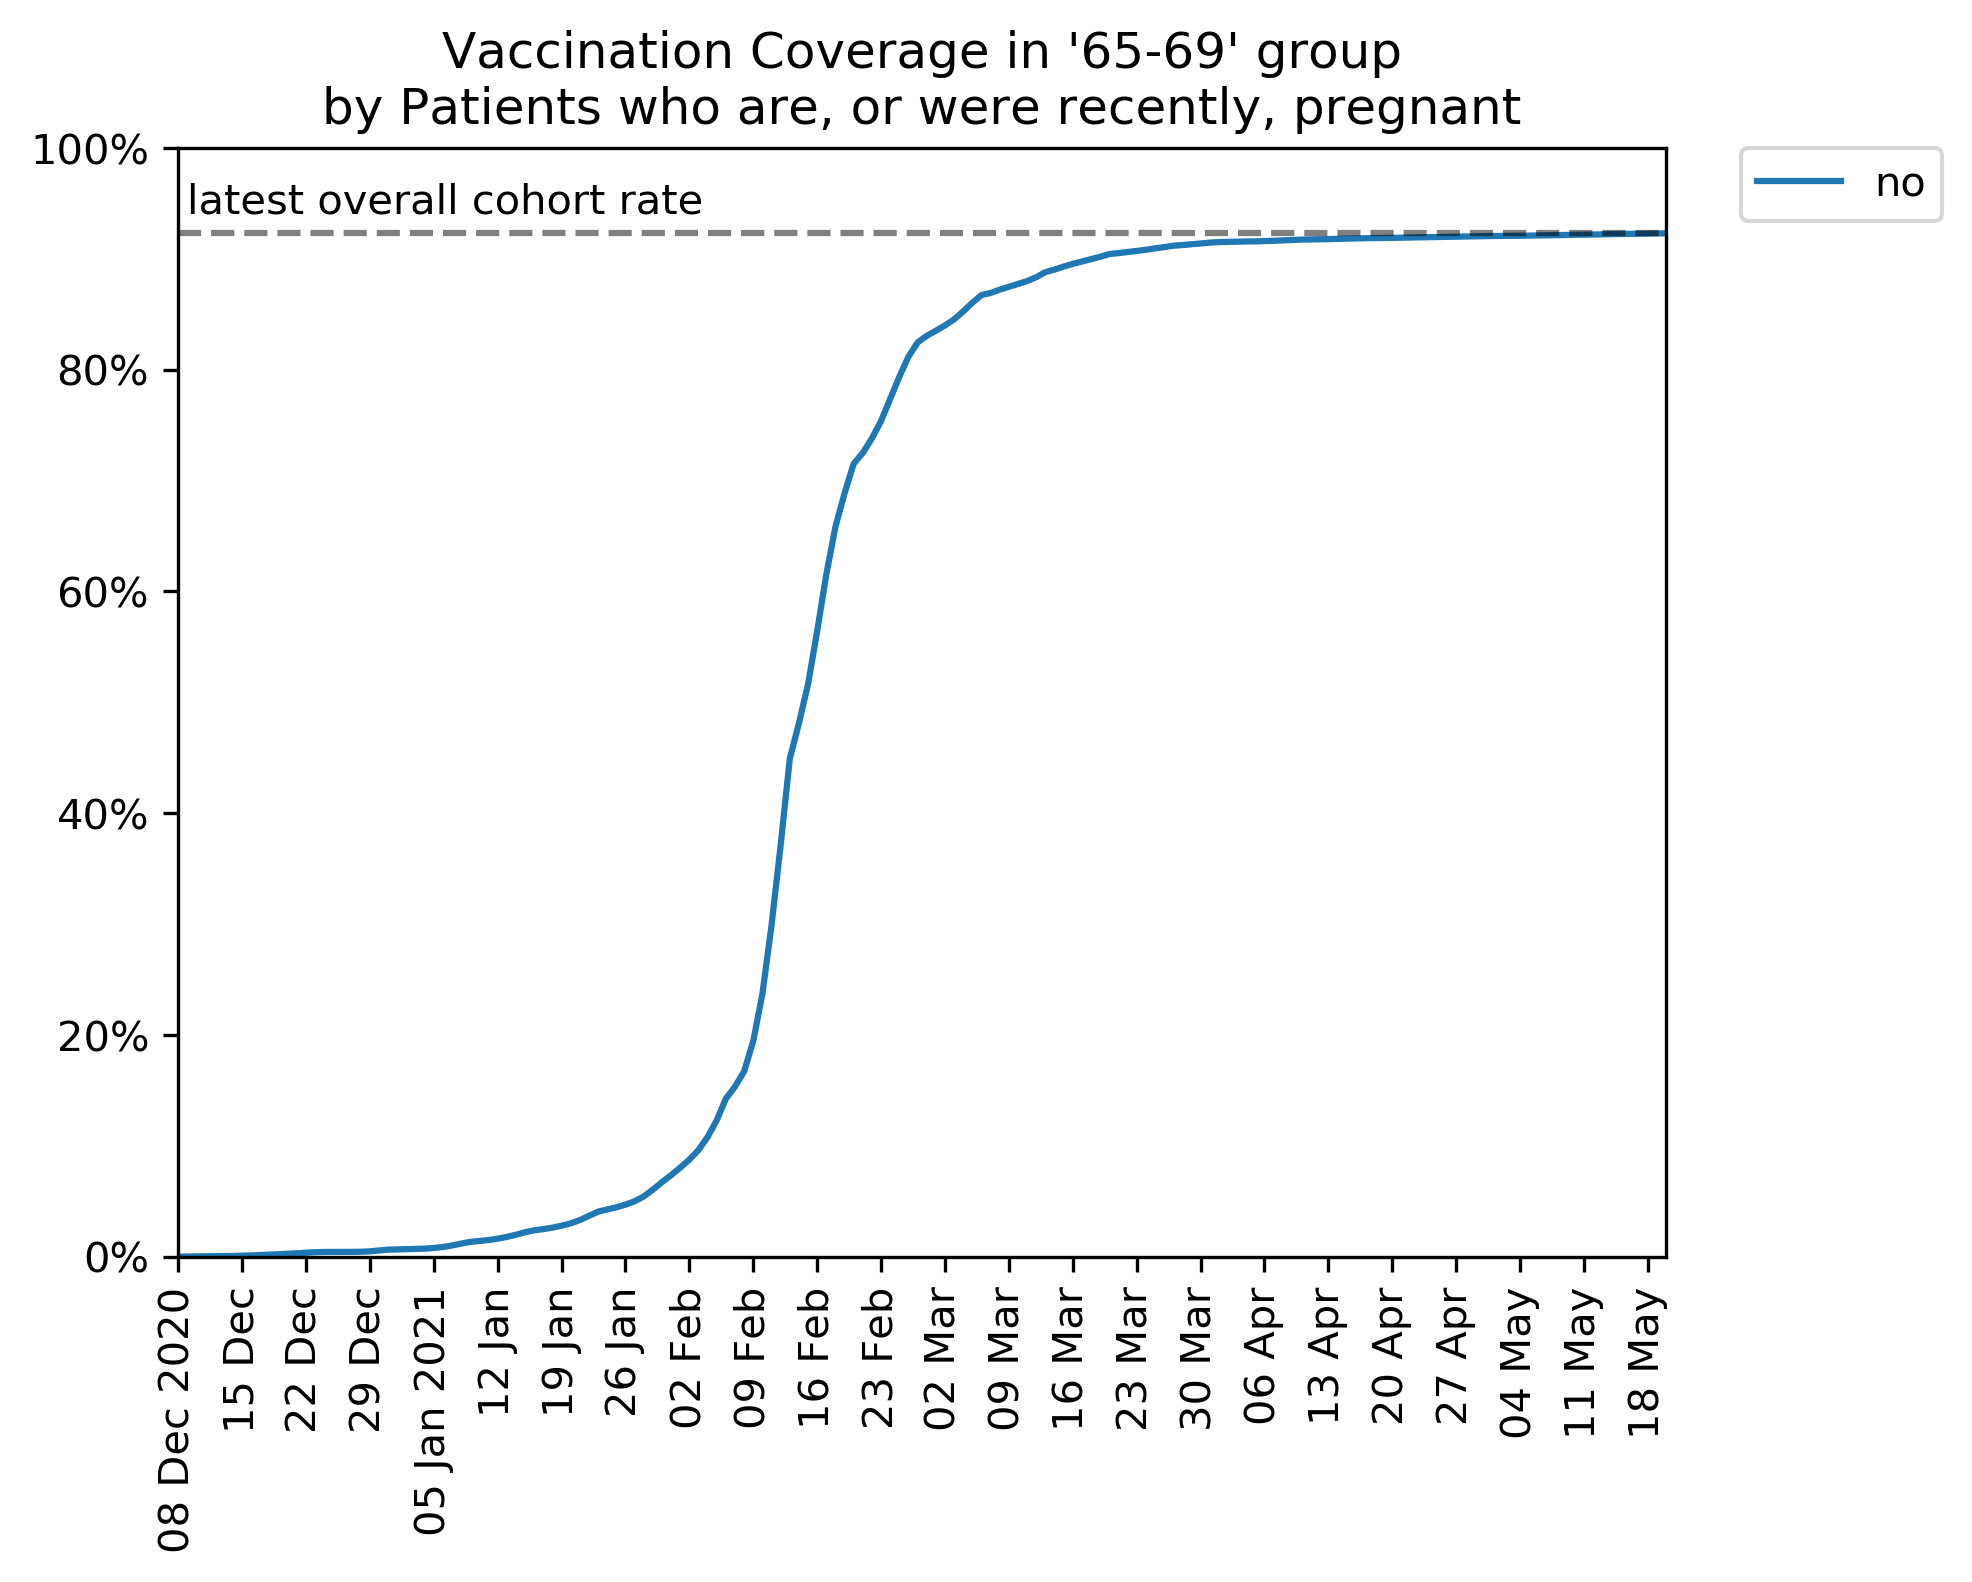 Vaccination Coverage in '65-69' group
by Patients who are, or were recently, pregnant
100%
80%
60%
40%
20%
0%
latest overall cohort rate
no
08 Dec 2020
15 Dec
22 Dec
29 Dec
05 Jan 2021
12 Jan
19 Jan
26 Jan
02 Feb
09 Feb
16 Feb
23 Feb
02 Mar
09 Mar
16 Mar
23 Mar
30 Mar
06 Apr
13 Apr
20 Apr
27 Apr
04 May
11 May
18 May